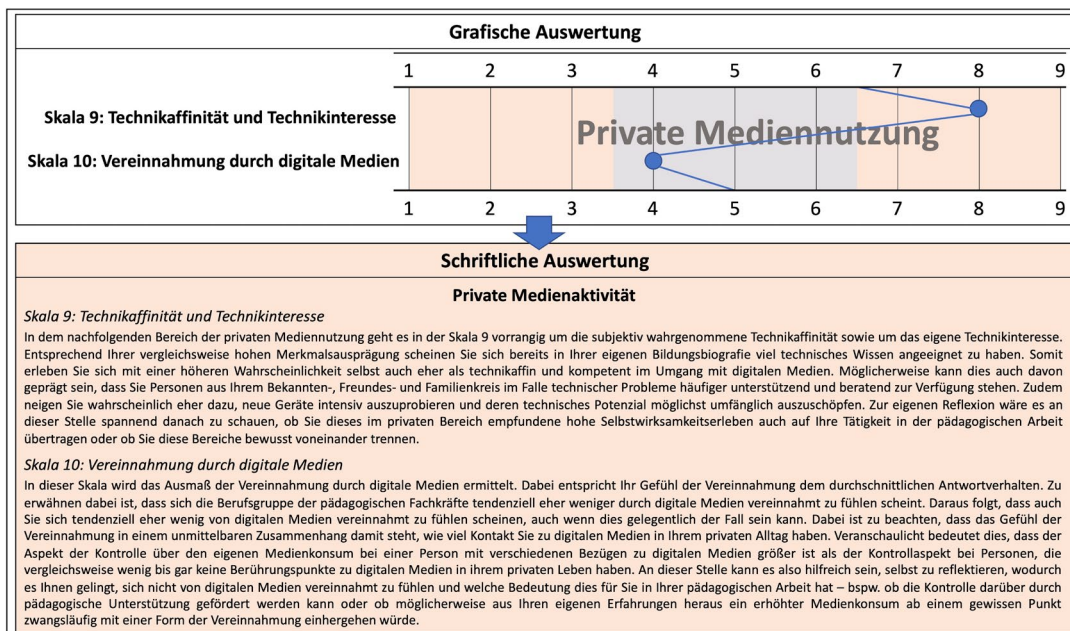 Grafische Auswertung
1 2 3 4 5 6 7 8 9
Skala 9: Technikaffinität und Technikinteresse
Private Mediennutzung
Skala 10: Vereinnahmung durch digitale Medien
1 2 3 4 5 6 7 8 9
Schriftliche Auswertung
Private Medienaktivität
Skala 9: Technikaffinität und Technikinteresse
In dem nachfolgenden Bereich der privaten Mediennutzung geht es in der Skala 9 vorrangig um die subjektiv wahrgenommene Technikaffinität sowie um das eigene Technikinteresse.
Entsprechend Ihrer vergleichsweise hohen Merkmalsausprägung scheinen Sie sich bereits in Ihrer eigenen Bildungsbiografie viel technisches Wissen angeeignet zu haben. Somit
erleben Sie sich mit einer höheren Wahrscheinlichkeit selbst auch eher als technikaffin und kompetent im Umgang mit digitalen Medien. Möglicherweise kann dies auch davon
geprägt sein, dass Sie Personen aus Ihrem Bekannten-, Freundes- und Familienkreis im Falle technischer Probleme häufiger unterstützend und beratend zur Verfügung stehen. Zudem
neigen Sie wahrscheinlich eher dazu, neue Geräte intensiv auszuprobieren und deren technisches Potenzial möglichst umfänglich auszuschöpfen. Zur eigenen Reflexion wäre es an
dieser Stelle spannend danach zu schauen, ob Sie dieses im privaten Bereich empfundene hohe Selbstwirksamkeitserleben auch auf Ihre Tätigkeit in der pädagogischen Arbeit
übertragen oder ob Sie diese Bereiche bewusst voneinander trennen.
Skala 10: Vereinnahmung durch digitale Medien
In dieser Skala wird das Ausmaß der Vereinnahmung durch digitale Medien ermittelt. Dabei entspricht Ihr Gefühl der Vereinnahmung dem durchschnittlichen Antwortverhalten. Zu
erwähnen dabei ist, dass sich die Berufsgruppe der pädagogischen Fachkräfte tendenziell eher weniger durch digitale Medien vereinnahmt zu fühlen scheint. Daraus folgt, dass auch
Sie sich tendenziell eher wenig von digitalen Medien vereinnahmt zu fühlen scheinen, auch wenn dies gelegentlich der Fall sein kann. Dabei ist zu beachten, dass das Gefühl der
Vereinnahmung in einem unmittelbaren Zusammenhang damit steht, wie viel Kontakt Sie zu digitalen Medien in Ihrem privaten Alltag haben. Veranschaulicht bedeutet dies, dass der
Aspekt der Kontrolle über den eigenen Medienkonsum bei einer Person mit verschiedenen Bezügen zu digitalen Medien größer ist als der Kontrollaspekt bei Personen, die
vergleichsweise wenig bis gar keine Berührungspunkte zu digitalen Medien in ihrem privaten Leben haben. An dieser Stelle kann es also hilfreich sein, selbst zu reflektieren, wodurch
es Ihnen gelingt, sich nicht von digitalen Medien vereinnahmt zu fühlen und welche Bedeutung dies für Sie in Ihrer pädagogischen Arbeit hat – bspw. ob die Kontrolle darüber durch
pädagogische Unterstützung gefördert werden kann oder ob möglicherweise aus Ihren eigenen Erfahrungen heraus ein erhöhter Medienkonsum ab einem gewissen Punkt
zwangsläufig mit einer Form der Vereinnahmung einhergehen würde.